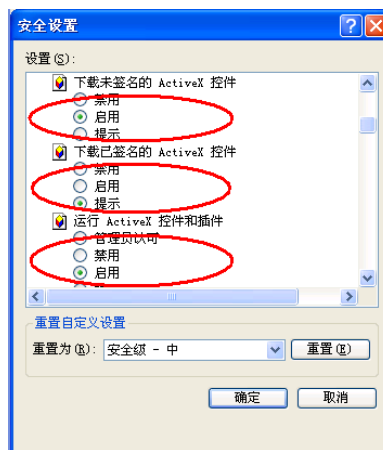 安全设置
设置(S):
下载未签名的 ActiveX 控件
禁用
启用
提示
下载已签名的 ActiveX 控件
禁用
启用
提示
运行 ActiveX 控件和插件
管理员认可
禁用
启用
重置自定义设置
重置为(R): 安全级 - 中 重置(E)
确定 取消